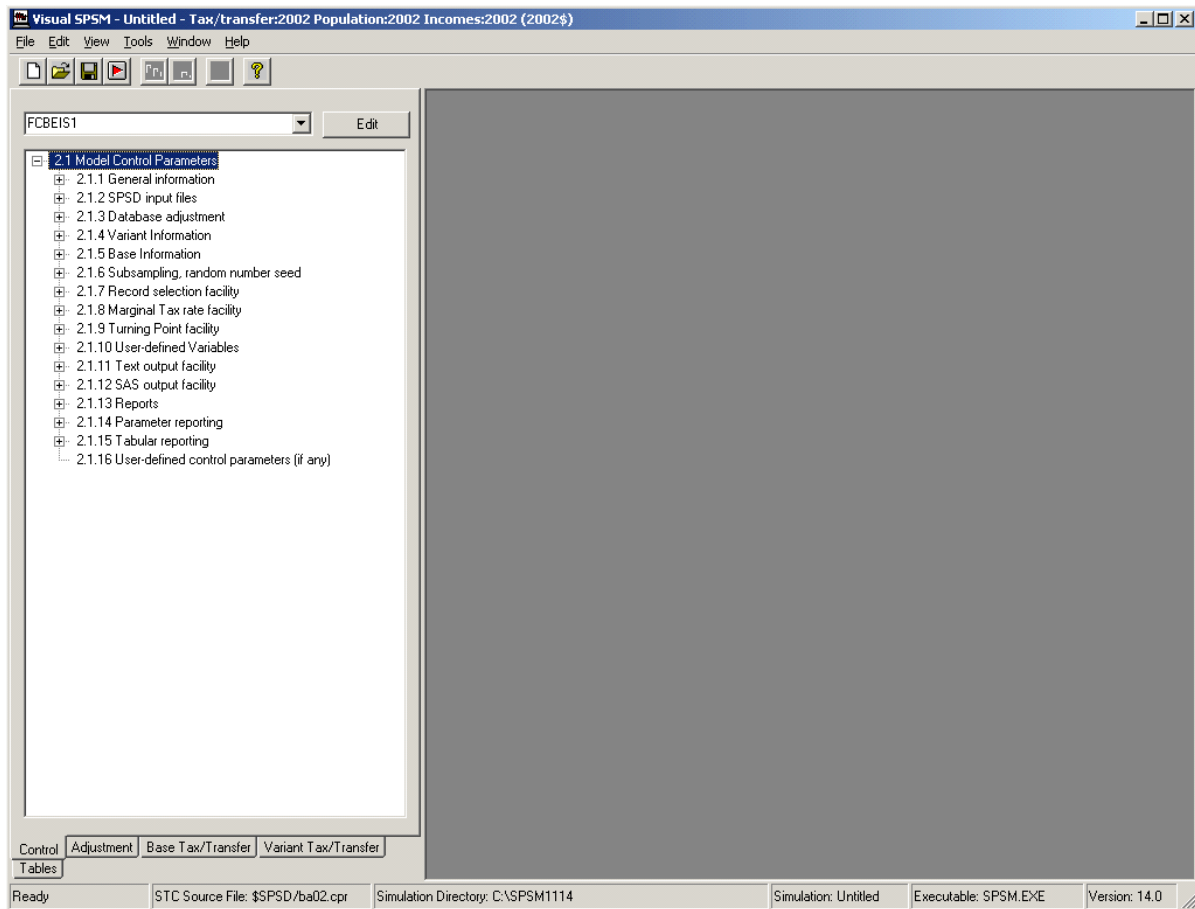 Visual SPSM - Untitled - Tax/transfer:2002 Population:2002 Incomes:2002 (2002$)
File Edit View Tools Window Help
FCBEIS1 Edit
2.1 Model Control Parameters
2.1.1 General information
2.1.2 SPSD input files
2.1.3 Database adjustment
2.1.4 Variant Information
2.1.5 Base Information
2.1.6 Subsampling, random number seed
2.1.7 Record selection facility
2.1.8 Marginal Tax rate facility
2.1.9 Turning Point facility
2.1.10 User-defined Variables
2.1.11 Text output facility
2.1.12 SAS output facility
2.1.13 Reports
2.1.14 Parameter reporting
2.1.15 Tabular reporting
2.1.16 User-defined control parameters (if any)
Control Adjustment Base Tax/Transfer Variant Tax/Transfer
Tables
Ready STC Source File: $SPSD/ba02.cpr Simulation Directory: C:\SPSM1114 Simulation: Untitled Executable: SPSM.EXE Version: 14.0